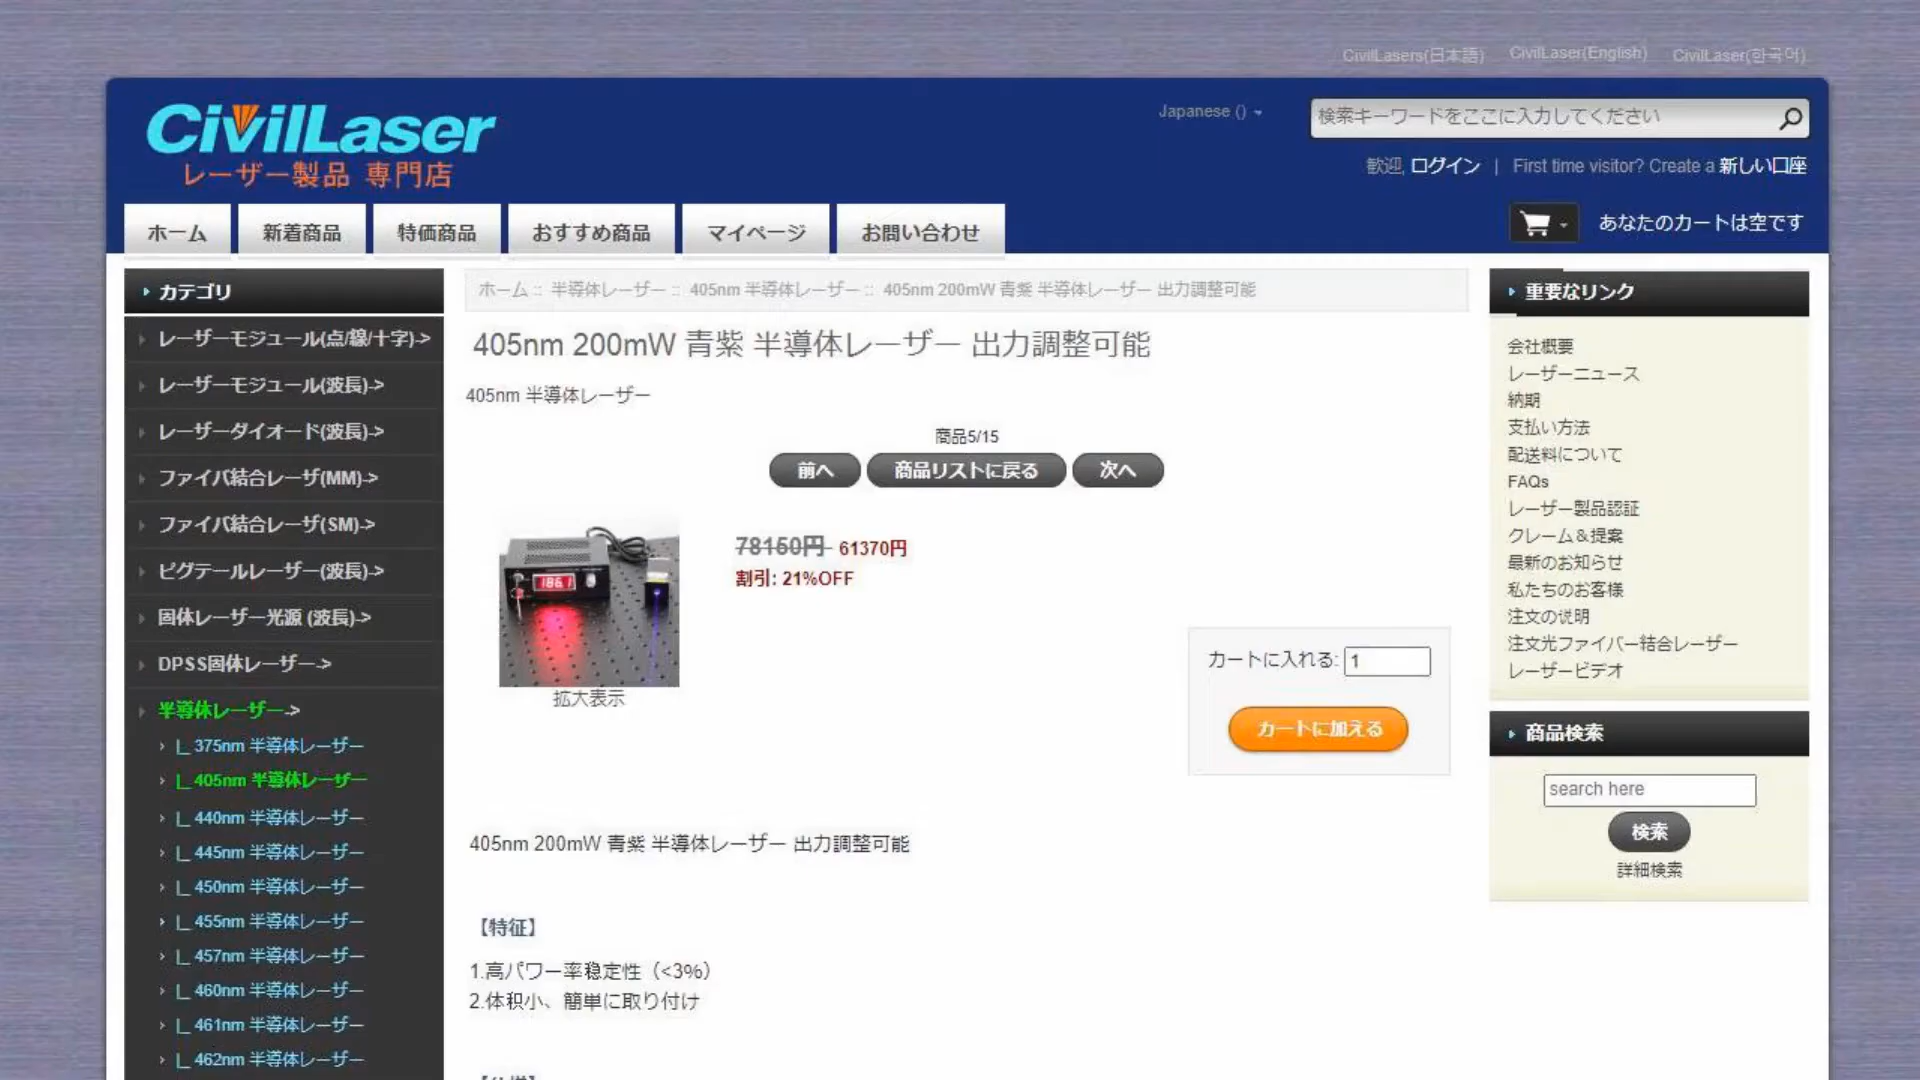 CivilLasers(日本語) CivilLaser(English) CivilLaser(한국어)
CivilLaser
レーザー製品 専門店
Japanese ()
検索キーワードをここに入力してください
歓迎, ログイン | First time visitor? Create a 新しい口座
ホーム 新着商品 特価商品 おすすめ商品 マイページ お問い合わせ
あなたのカートは空です
カテゴリ
レーザーモジュール(点/線/十字)->
レーザーモジュール(波長)->
レーザーダイオード(波長)->
ファイバ結合レーザ(MM)->
ファイバ結合レーザ(SM)->
ピグテールレーザー(波長)->
固体レーザー光源 (波長)->
DPSS固体レーザー->
半導体レーザー->
|_ 375nm 半導体レーザー
|_ 405nm 半導体レーザー
|_ 440nm 半導体レーザー
|_ 445nm 半導体レーザー
|_ 450nm 半導体レーザー
|_ 455nm 半導体レーザー
|_ 457nm 半導体レーザー
|_ 460nm 半導体レーザー
|_ 461nm 半導体レーザー
|_ 462nm 半導体レーザー
ホーム :: 半導体レーザー :: 405nm 半導体レーザー :: 405nm 200mW 青紫 半導体レーザー 出力調整可能
405nm 200mW 青紫 半導体レーザー 出力調整可能
405nm 半導体レーザー
商品5/15
前へ 商品リストに戻る 次へ
186.1
拡大表示
78150円 61370円
割引: 21%OFF
カートに入れる: 1
カートに加える
405nm 200mW 青紫 半導体レーザー 出力調整可能
【特征】
1.高パワー率稳定性（<3%）
2.体积小、簡単に取り付け
重要なリンク
会社概要
レーザーニュース
納期
支払い方法
配送料について
FAQs
レーザー製品認証
クレーム＆提案
最新のお知らせ
私たちのお客様
注文の说明
注文光ファイバー結合レーザー
レーザービデオ
商品検索
search here
検索
詳細検索